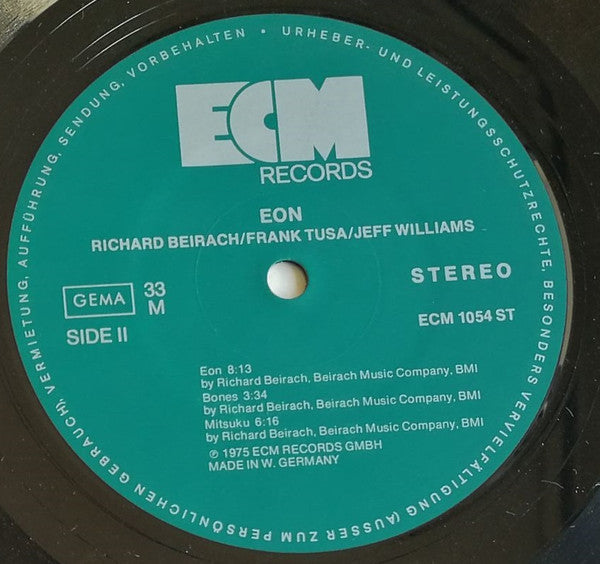 ECM
RECORDS
EON
RICHARD BEIRACH/FRANK TUSA/JEFF WILLIAMS
GEMA
33
M
STEREO
SIDE II
ECM 1054 ST
Eon 8:13
by Richard Beirach, Beirach Music Company, BMI
Bones 3:34
by Richard Beirach, Beirach Music Company, BMI
Mitsuku 6:16
by Richard Beirach, Beirach Music Company, BMI
℗ 1975 ECM RECORDS GMBH
MADE IN W. GERMANY
URHEBER- UND LEISTUNGSSCHUTZRECHTE, BESONDERS VERVIELFÄLTIGUNG (AUSSER ZUM PERSÖNLICHEN GEBRAUCH), VERMIETUNG, AUFFÜHRUNG, SENDUNG, VORBEHALTEN •